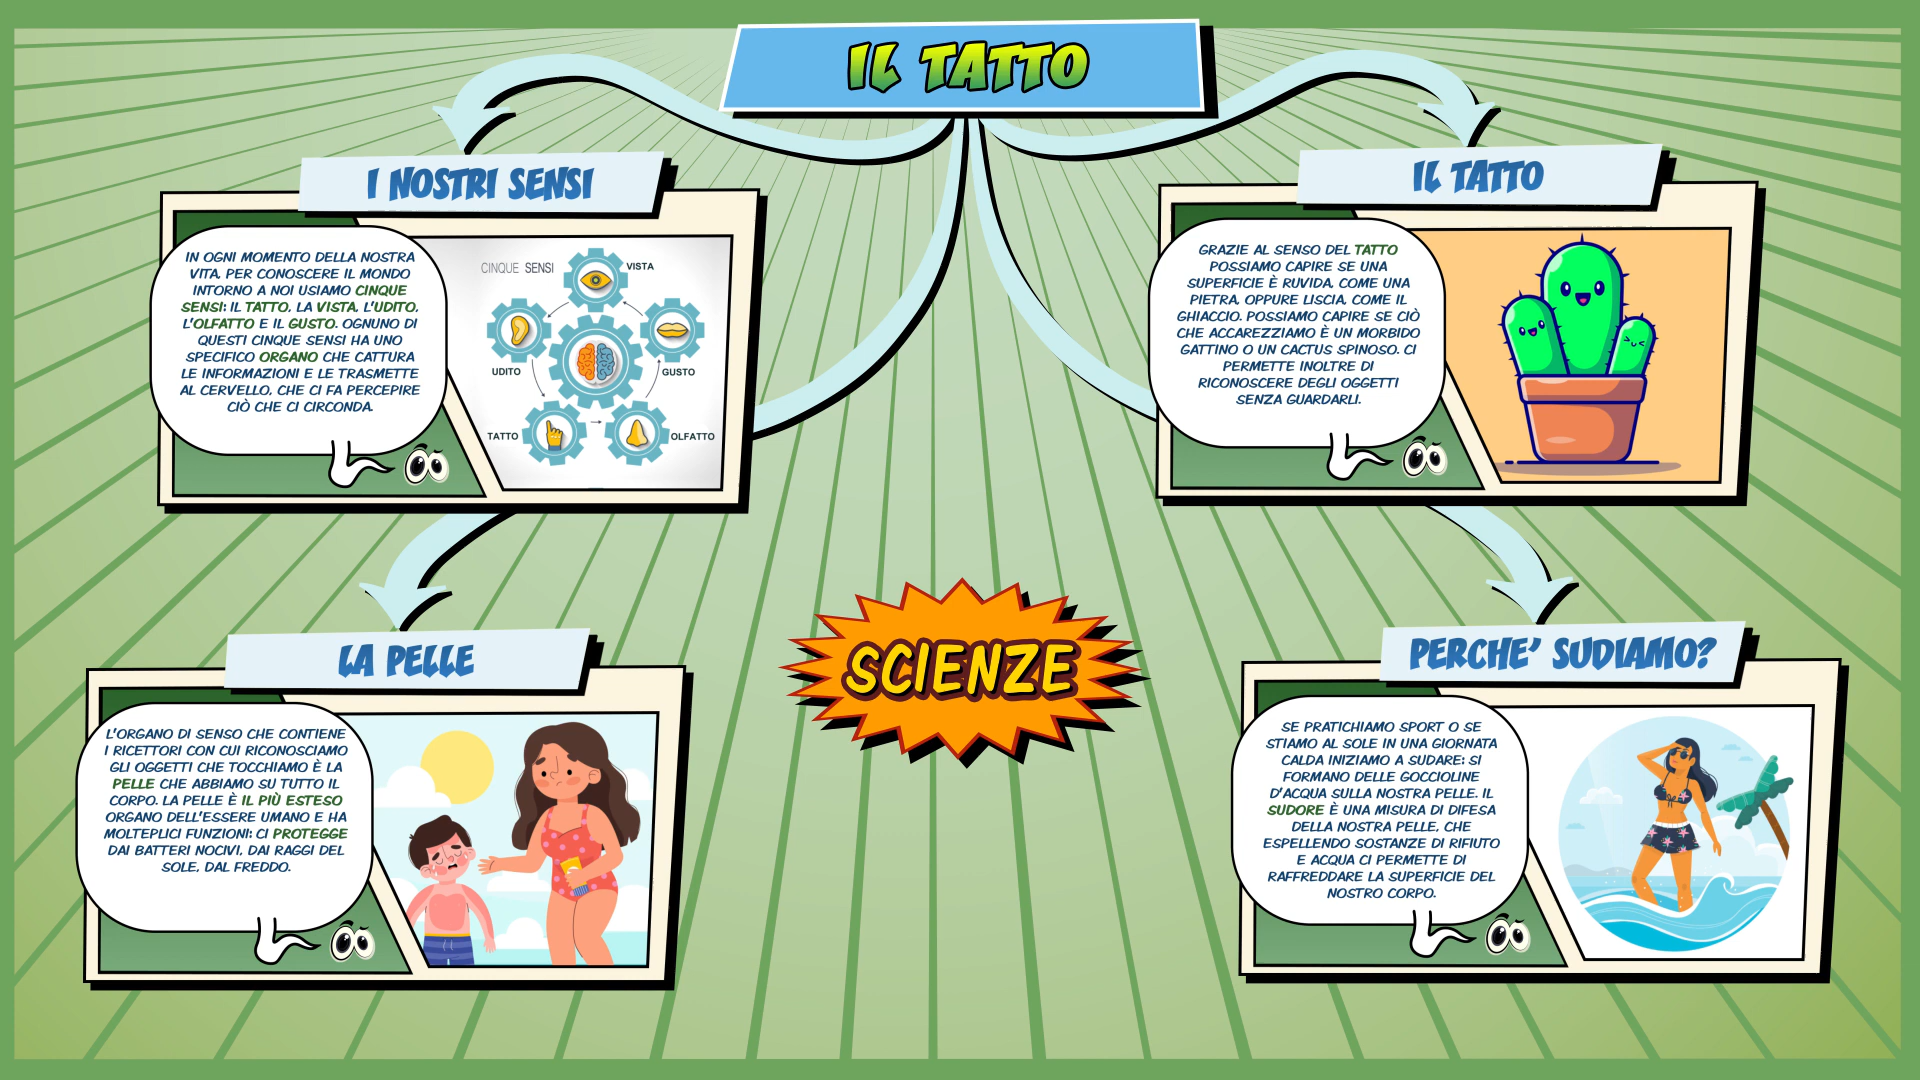 IL TATTO
I NOSTRI SENSI
IN OGNI MOMENTO DELLA NOSTRA
VITA, PER CONOSCERE IL MONDO
INTORNO A NOI USIAMO CINQUE
SENSI: IL TATTO, LA VISTA, L'UDITO,
L'OLFATTO E IL GUSTO. OGNUNO DI
QUESTI CINQUE SENSI HA UNO
SPECIFICO ORGANO CHE CATTURA
LE INFORMAZIONI E LE TRASMETTE
AL CERVELLO, CHE CI FA PERCEPIRE
CIÒ CHE CI CIRCONDA.
CINQUE SENSI
VISTA
UDITO
GUSTO
TATTO
OLFATTO
IL TATTO
GRAZIE AL SENSO DEL TATTO
POSSIAMO CAPIRE SE UNA
SUPERFICIE È RUVIDA, COME UNA
PIETRA, OPPURE LISCIA, COME IL
GHIACCIO. POSSIAMO CAPIRE SE CIÒ
CHE ACCAREZZIAMO È UN MORBIDO
GATTINO O UN CACTUS SPINOSO. CI
PERMETTE INOLTRE DI
RICONOSCERE DEGLI OGGETTI
SENZA GUARDARLI.
LA PELLE
L'ORGANO DI SENSO CHE CONTIENE
I RICETTORI CON CUI RICONOSCIAMO
GLI OGGETTI CHE TOCCHIAMO È LA
PELLE CHE ABBIAMO SU TUTTO IL
CORPO. LA PELLE È IL PIÙ ESTESO
ORGANO DELL'ESSERE UMANO E HA
MOLTEPLICI FUNZIONI: CI PROTEGGE
DAI BATTERI NOCIVI, DAI RAGGI DEL
SOLE, DAL FREDDO.
SCIENZE
PERCHE' SUDIAMO?
SE PRATICHIAMO SPORT O SE
STIAMO AL SOLE IN UNA GIORNATA
CALDA INIZIAMO A SUDARE: SI
FORMANO DELLE GOCCIOLINE
D'ACQUA SULLA NOSTRA PELLE. IL
SUDORE È UNA MISURA DI DIFESA
DELLA NOSTRA PELLE, CHE
ESPELLENDO SOSTANZE DI RIFIUTO
E ACQUA CI PERMETTE DI
RAFFREDDARE LA SUPERFICIE DEL
NOSTRO CORPO.